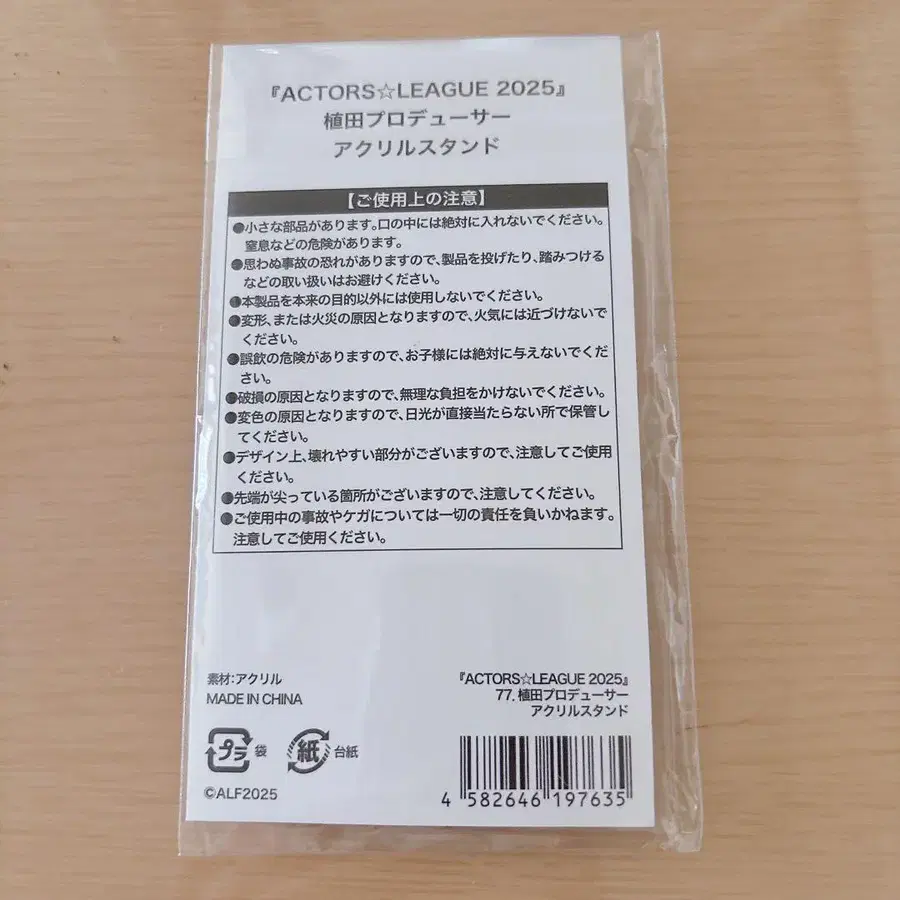 『ACTORS☆LEAGUE 2025』
植田プロデューサー
アクリルスタンド
【ご使用上の注意】
●小さな部品があります。口の中には絶対に入れないでください。
窒息などの危険があります。
●思わぬ事故の恐れがありますので、製品を投げたり、踏みつける
などの取り扱いはお避けください。
●本製品を本来の目的以外には使用しないでください。
●変形、または火災の原因となりますので、火気には近づけないで
ください。
●誤飲の危険がありますので、お子様には絶対に与えないでくだ
さい。
●破損の原因となりますので、無理な負担をかけないでください。
●変色の原因となりますので、日光が直接当たらない所で保管し
てください。
●デザイン上、壊れやすい部分がございますので、注意してご使用
ください。
●先端が尖っている箇所がございますので、注意してください。
●ご使用中の事故やケガについては一切の責任を負いかねます。
注意してご使用ください。
素材:アクリル
MADE IN CHINA
『ACTORS☆LEAGUE 2025』
77. 植田プロデューサー
アクリルスタンド
プラ 袋 紙 台紙
©ALF2025
4 582646 197635